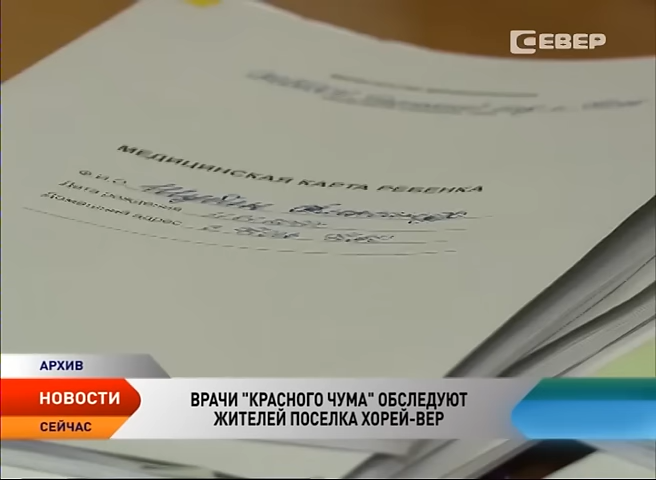 СЕВЕР
МЕДИЦИНСКАЯ КАРТА РЕБЕНКА
Ф.И.О.
Дата рождения
Домашний адрес
АРХИВ
НОВОСТИ
СЕЙЧАС
ВРАЧИ "КРАСНОГО ЧУМА" ОБСЛЕДУЮТ
ЖИТЕЛЕЙ ПОСЕЛКА ХОРЕЙ-ВЕР